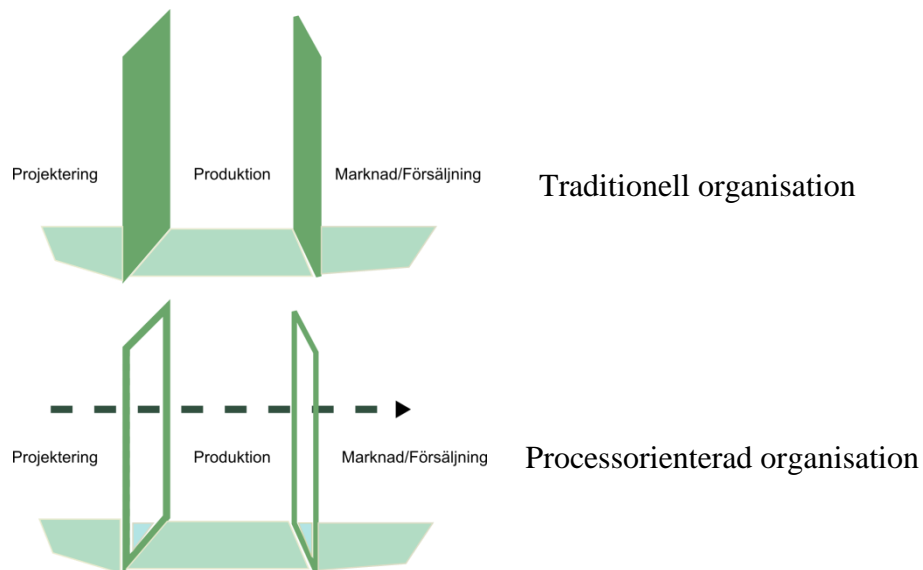 Projektering
Produktion
Marknad/Försäljning
Traditionell organisation
Projektering
Produktion
Marknad/Försäljning
Processorienterad organisation